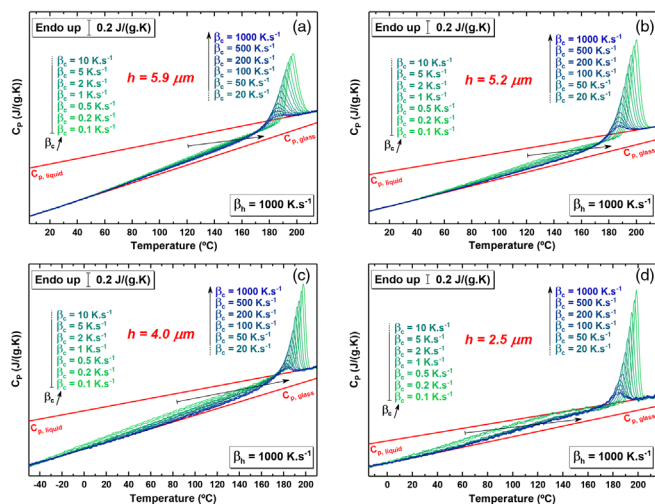 Endo up 0.2 J/(g.K)
(a)
βc = 10 K.s⁻¹
βc = 5 K.s⁻¹
βc = 2 K.s⁻¹
βc = 1 K.s⁻¹
βc = 0.5 K.s⁻¹
βc = 0.2 K.s⁻¹
βc = 0.1 K.s⁻¹
βc
h = 5.9 μm
βc = 1000 K.s⁻¹
βc = 500 K.s⁻¹
βc = 200 K.s⁻¹
βc = 100 K.s⁻¹
βc = 50 K.s⁻¹
βc = 20 K.s⁻¹
Cp (J/(g.K))
Cp, liquid
Cp, glass
βh = 1000 K.s⁻¹
20 40 60 80 100 120 140 160 180 200
Temperature (ºC)
Endo up 0.2 J/(g.K)
(b)
βc = 10 K.s⁻¹
βc = 5 K.s⁻¹
βc = 2 K.s⁻¹
βc = 1 K.s⁻¹
βc = 0.5 K.s⁻¹
βc = 0.2 K.s⁻¹
βc = 0.1 K.s⁻¹
βc
h = 5.2 μm
βc = 1000 K.s⁻¹
βc = 500 K.s⁻¹
βc = 200 K.s⁻¹
βc = 100 K.s⁻¹
βc = 50 K.s⁻¹
βc = 20 K.s⁻¹
Cp (J/(g.K))
Cp, liquid
Cp, glass
βh = 1000 K.s⁻¹
20 40 60 80 100 120 140 160 180 200
Temperature (ºC)
Endo up 0.2 J/(g.K)
(c)
βc = 10 K.s⁻¹
βc = 5 K.s⁻¹
βc = 2 K.s⁻¹
βc = 1 K.s⁻¹
βc = 0.5 K.s⁻¹
βc = 0.2 K.s⁻¹
βc = 0.1 K.s⁻¹
βc
h = 4.0 μm
βc = 1000 K.s⁻¹
βc = 500 K.s⁻¹
βc = 200 K.s⁻¹
βc = 100 K.s⁻¹
βc = 50 K.s⁻¹
βc = 20 K.s⁻¹
Cp (J/(g.K))
Cp, liquid
Cp, glass
βh = 1000 K.s⁻¹
-40 -20 0 20 40 60 80 100 120 140 160 180 200
Temperature (ºC)
Endo up 0.2 J/(g.K)
(d)
βc = 10 K.s⁻¹
βc = 5 K.s⁻¹
βc = 2 K.s⁻¹
βc = 1 K.s⁻¹
βc = 0.5 K.s⁻¹
βc = 0.2 K.s⁻¹
βc = 0.1 K.s⁻¹
βc
h = 2.5 μm
βc = 1000 K.s⁻¹
βc = 500 K.s⁻¹
βc = 200 K.s⁻¹
βc = 100 K.s⁻¹
βc = 50 K.s⁻¹
βc = 20 K.s⁻¹
Cp (J/(g.K))
Cp, liquid
Cp, glass
βh = 1000 K.s⁻¹
0 20 40 60 80 100 120 140 160 180 200
Temperature (ºC)